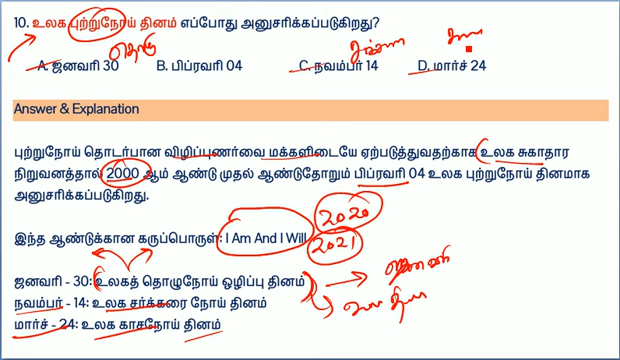 10. உலக புற்றுநோய் தினம் எப்போது அனுசரிக்கப்படுகிறது?
A. ஜனவரி 30 B. பிப்ரவரி 04 C. நவம்பர் 14 D. மார்ச் 24
Answer & Explanation
புற்றுநோய் தொடர்பான விழிப்புணர்வை மக்களிடையே ஏற்படுத்துவதற்காக உலக சுகாதார
நிறுவனத்தால் 2000 ஆம் ஆண்டு முதல் ஆண்டுதோறும் பிப்ரவரி 04 உலக புற்றுநோய் தினமாக
அனுசரிக்கப்படுகிறது.
2020
இந்த ஆண்டுக்கான கருப்பொருள்: I Am And I Will
2021
ஜனவரி - 30: உலகத் தொழுநோய் ஒழிப்பு தினம்
நவம்பர் - 14: உலக சர்க்கரை நோய் தினம்
மார்ச் - 24: உலக காசநோய் தினம்